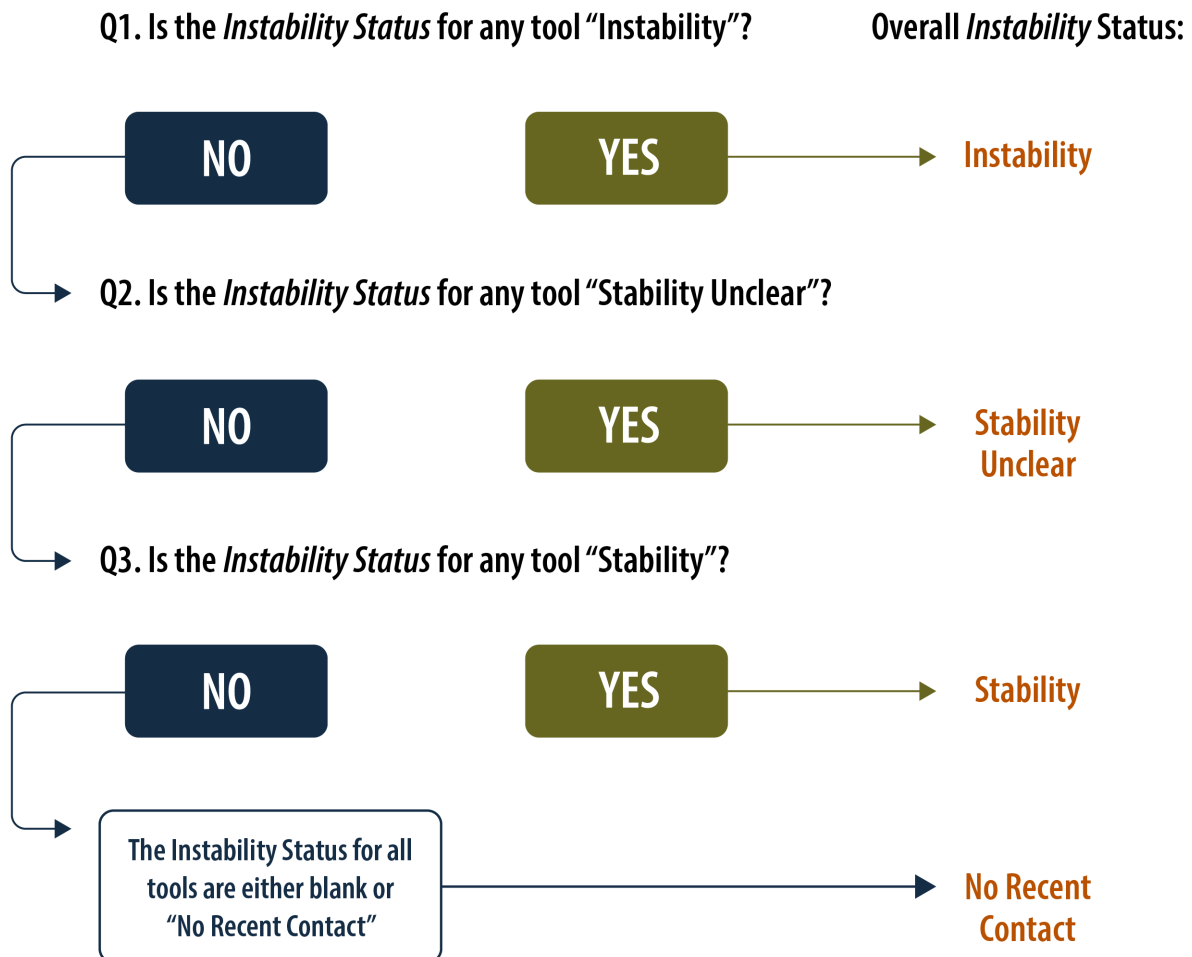 Q1. Is the Instability Status for any tool “Instability”?
Overall Instability Status:
NO
YES
Instability
Q2. Is the Instability Status for any tool “Stability Unclear”?
NO
YES
Stability
Unclear
Q3. Is the Instability Status for any tool “Stability”?
NO
YES
Stability
The Instability Status for all
tools are either blank or
“No Recent Contact”
No Recent
Contact